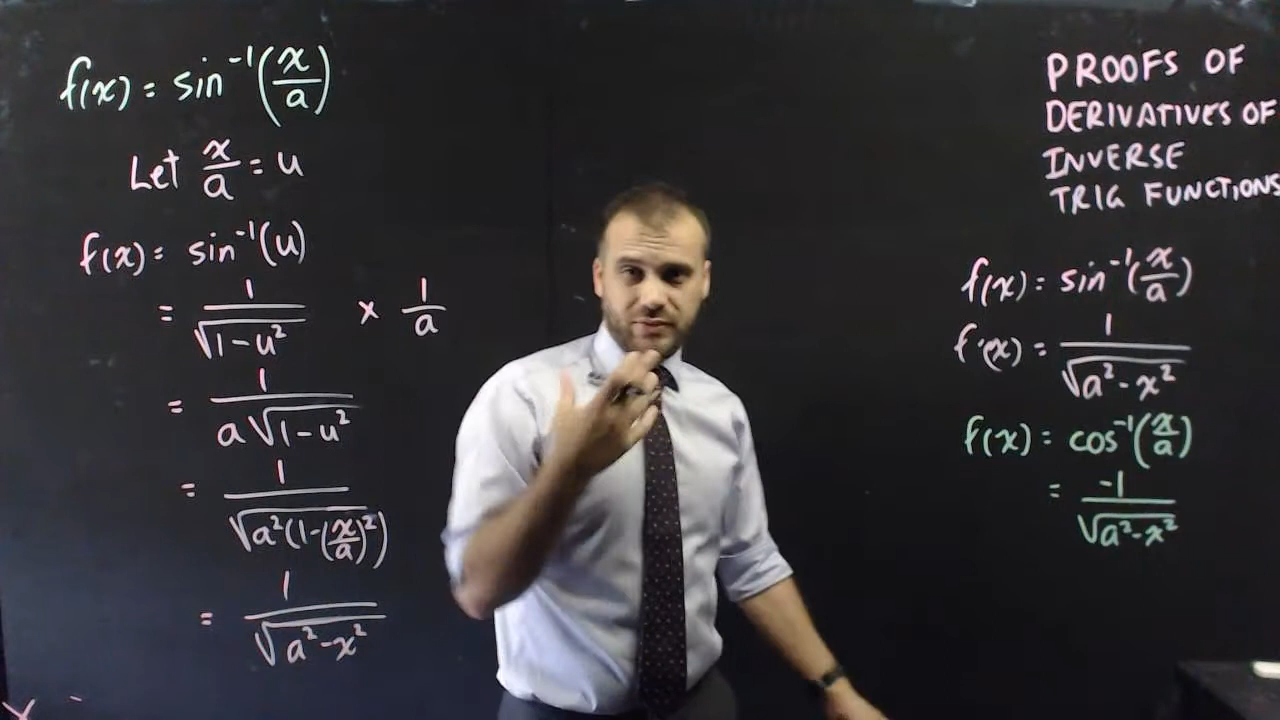 f(x) = sin⁻¹(x/a)
Let x/a = u
f(x) = sin⁻¹(u)
= 1/√(1-u²) × 1/a
= 1/(a√(1-u²))
= 1/√(a²(1-(x/a)²))
= 1/√(a²-x²)
PROOFS OF
DERIVATIVES OF
INVERSE
TRIG FUNCTIONS
f(x) = sin⁻¹(x/a)
f'(x) = 1/√(a²-x²)
f(x) = cos⁻¹(x/a)
= -1/√(a²-x²)